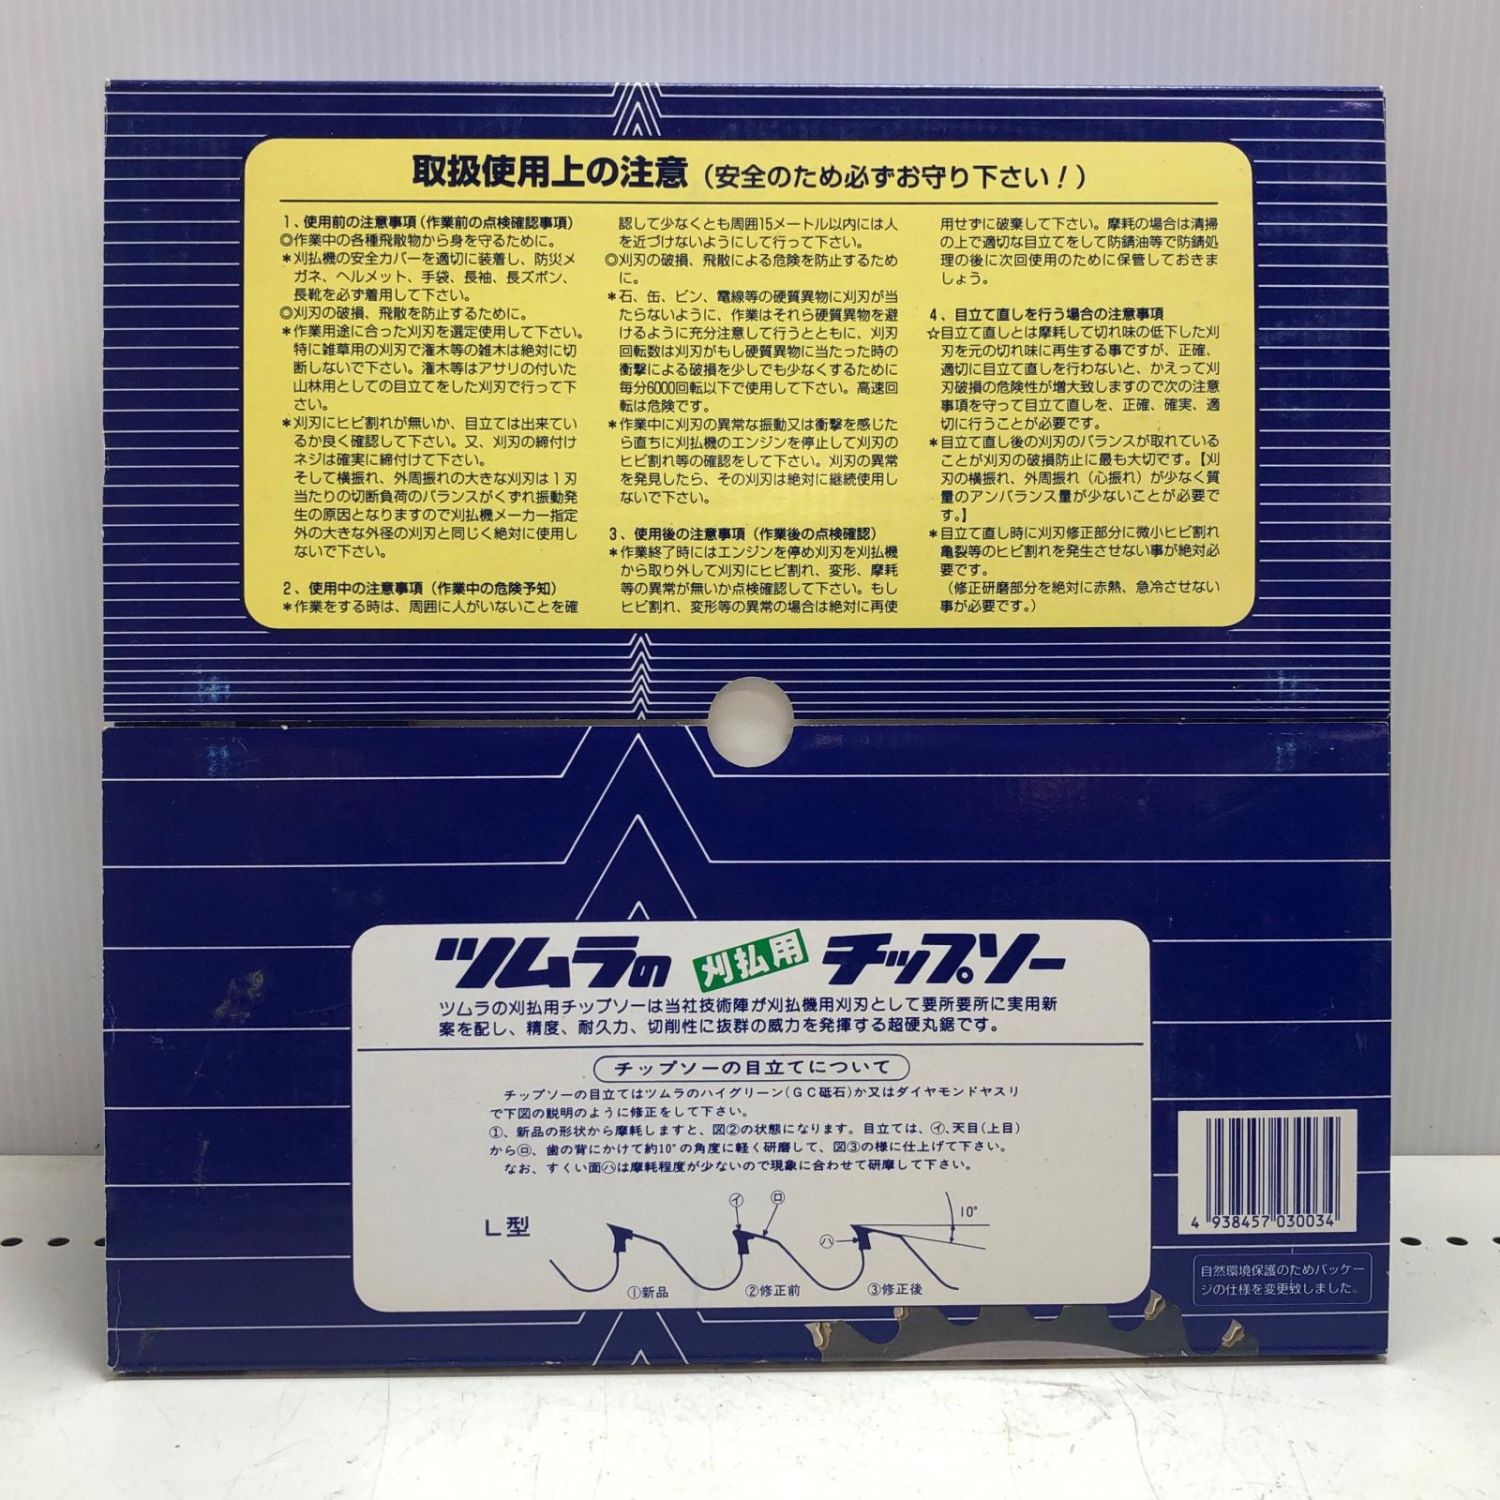 取扱使用上の注意（安全のため必ずお守り下さい！）
1、使用前の注意事項（作業前の点検確認事項）
◎作業中の各種飛散物から身を守るために。
＊刈払機の安全カバーを適切に装着し、防災メ
ガネ、ヘルメット、手袋、長袖、長ズボン、
長靴を必ず着用して下さい。
◎刈刃の破損、飛散を防止するために。
＊作業用途に合った刈刃を選定使用して下さい。
特に雑草用の刈刃で潅木等の雑木は絶対に切
断しないで下さい。潅木等はアサリの付いた
山林用としての目立てをした刈刃で行って下
さい。
＊刈刃にヒビ割れが無いか、目立ては出来てい
るか良く確認して下さい。又、刈刃の締付け
ネジは確実に締付けて下さい。
そして横振れ、外周振れの大きな刈刃は1刃
当たりの切断負荷のバランスがくずれ振動発
生の原因となりますので刈払機メーカー指定
外の大きな外径の刈刃と同じく絶対に使用し
ないで下さい。
2、使用中の注意事項（作業中の危険予知）
＊作業をする時は、周囲に人がいないことを確
認して少なくとも周囲15メートル以内には人
を近づけないようにして行って下さい。
◎刈刃の破損、飛散による危険を防止するため
に。
＊石、缶、ビン、電線等の硬質異物に刈刃が当
たらないように、作業はそれら硬質異物を避
けるように充分注意して行うとともに、刈刃
回転数は刈刃がもし硬質異物に当たった時の
衝撃による破損を少しでも少なくするために
毎分6000回転以下で使用して下さい。高速回
転は危険です。
＊作業中に刈刃の異常な振動又は衝撃を感じた
ら直ちに刈払機のエンジンを停止して刈刃の
ヒビ割れ等の確認をして下さい。刈刃の異常
を発見したら、その刈刃は絶対に継続使用し
ないで下さい。
3、使用後の注意事項（作業後の点検確認）
＊作業終了時にはエンジンを停め刈刃を刈払機
から取り外して刈刃にヒビ割れ、変形、摩耗
等の異常が無いか点検確認して下さい。もし
ヒビ割れ、変形等の異常の場合は絶対に再使
用せずに破棄して下さい。摩耗の場合は清掃
の上で適切な目立てをして防錆油等で防錆処
理の後に次回使用のために保管しておきま
しょう。
4、目立て直しを行う場合の注意事項
☆目立て直しとは摩耗して切れ味の低下した刈
刃を元の切れ味に再生する事ですが、正確、
適切に目立て直しを行わないと、かえって刈
刃破損の危険性が増大致しますので次の注意
事項を守って目立て直しを、正確、確実、適
切に行うことが必要です。
＊目立て直し後の刈刃のバランスが取れている
ことが刈刃の破損防止に最も大切です。【刈
刃の横振れ、外周振れ（心振れ）が少なく質
量のアンバランス量が少ないことが必要で
す。】
＊目立て直し時に刈刃修正部分に微小ヒビ割れ
亀裂等のヒビ割れを発生させない事が絶対必
要です。
（修正研磨部分を絶対に赤熱、急冷させない
事が必要です。）
ツムラの 刈払用 チップソー
ツムラの刈払用チップソーは当社技術陣が刈払機用刈刃として要所要所に実用新
案を配し、精度、耐久力、切削性に抜群の威力を発揮する超硬丸鋸です。
チップソーの目立てについて
チップソーの目立てはツムラのハイグリーン（GC砥石）か又はダイヤモンドヤスリ
で下図の説明のように修正をして下さい。
①、新品の形状から摩耗しますと、図②の状態になります。目立ては、㋑、天目（上目）
から㋺、歯の背にかけて約10°の角度に軽く研磨して、図③の様に仕上げて下さい。
なお、すくい面㋩は摩耗程度が少ないので現象に合わせて研磨して下さい。
L型
㋑ ㋺
㋩
10°
①新品 ②修正前 ③修正後
4 938457 030034
自然環境保護のためパッケー
ジの仕様を変更致しました。